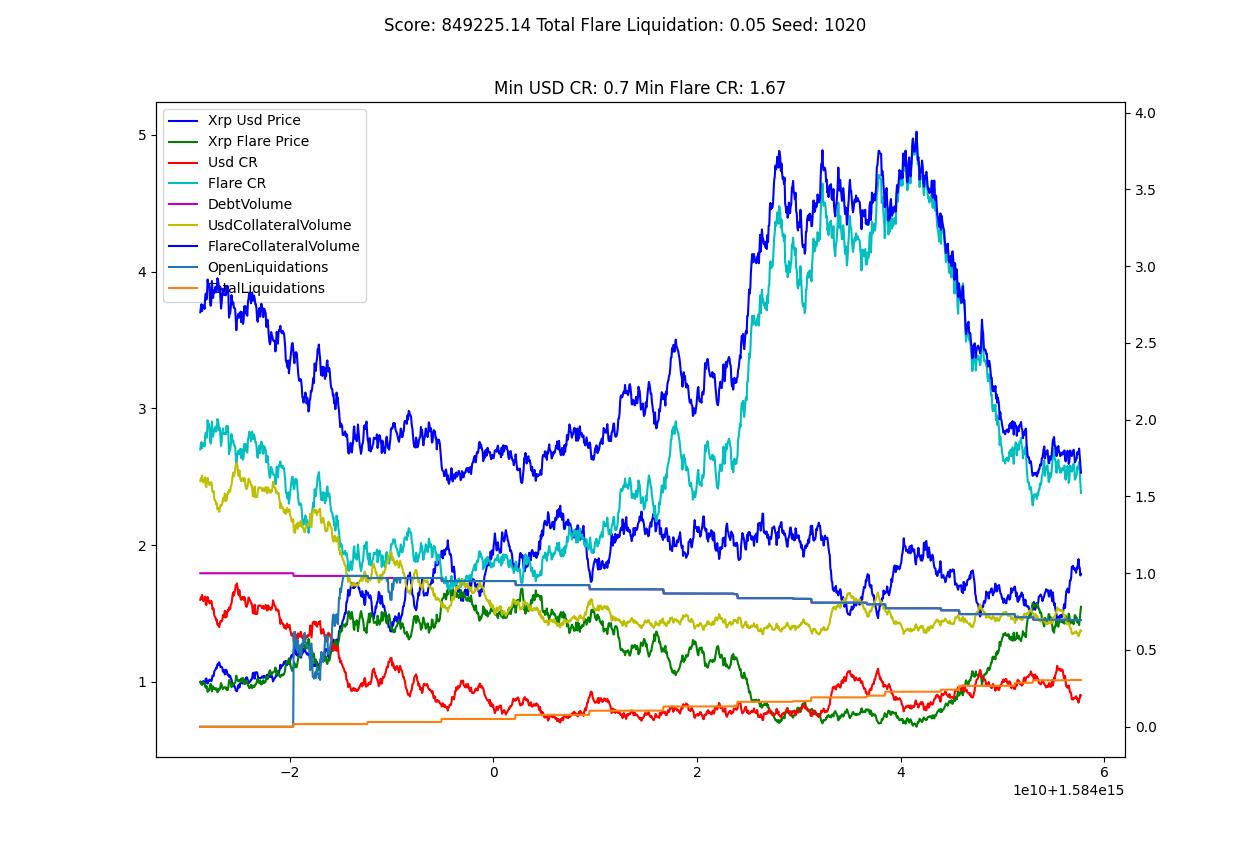 Score: 849225.14 Total Flare Liquidation: 0.05 Seed: 1020
Min USD CR: 0.7 Min Flare CR: 1.67
Xrp Usd Price
Xrp Flare Price
Usd CR
Flare CR
DebtVolume
UsdCollateralVolume
FlareCollateralVolume
OpenLiquidations
TotalLiquidations
5
4
3
2
1
4.0
3.5
3.0
2.5
2.0
1.5
1.0
0.5
0.0
−2 0 2 4 6
1e10+1.584e15